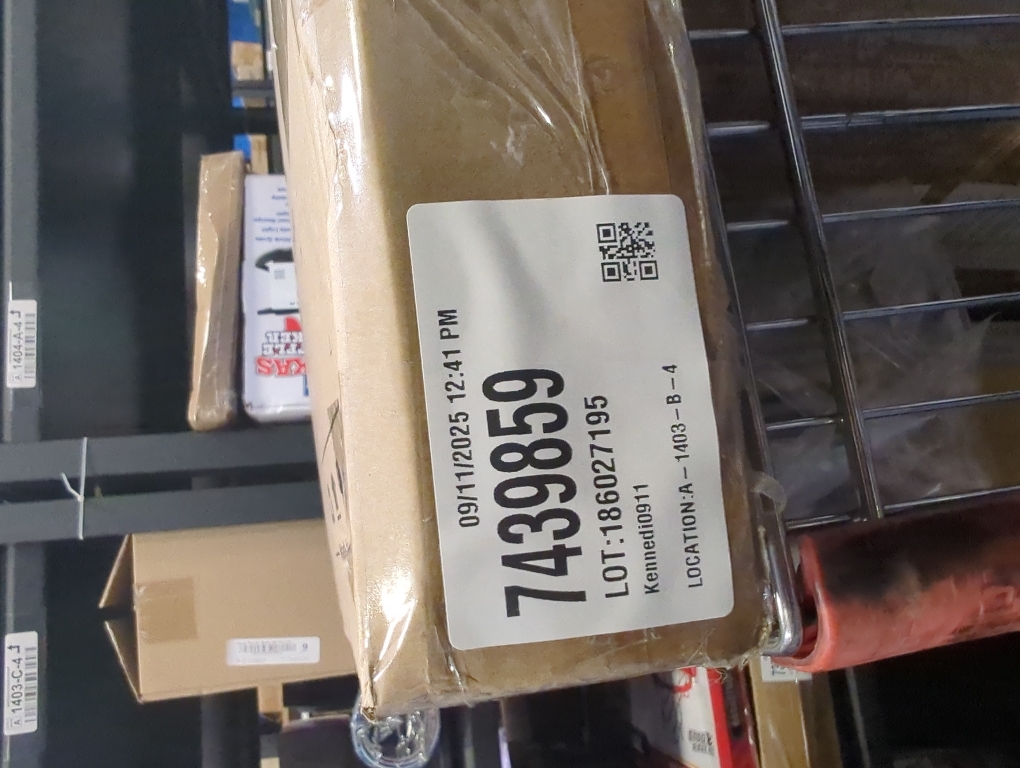 09/11/2025 12:41 PM
7439859
LOT:186027195
Kennedi0911
LOCATION:A-1403-B-4
1404-A-4
1403-C-4